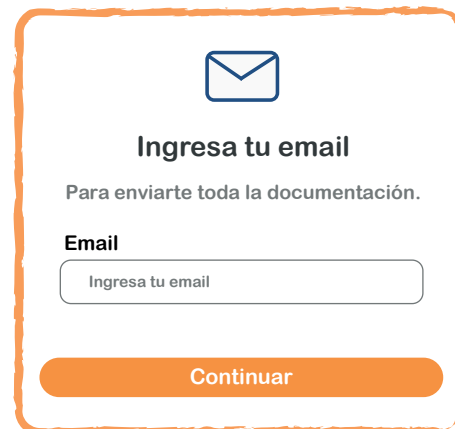 Ingresa tu email
Para enviarte toda la documentación.
Email
Ingresa tu email
Continuar